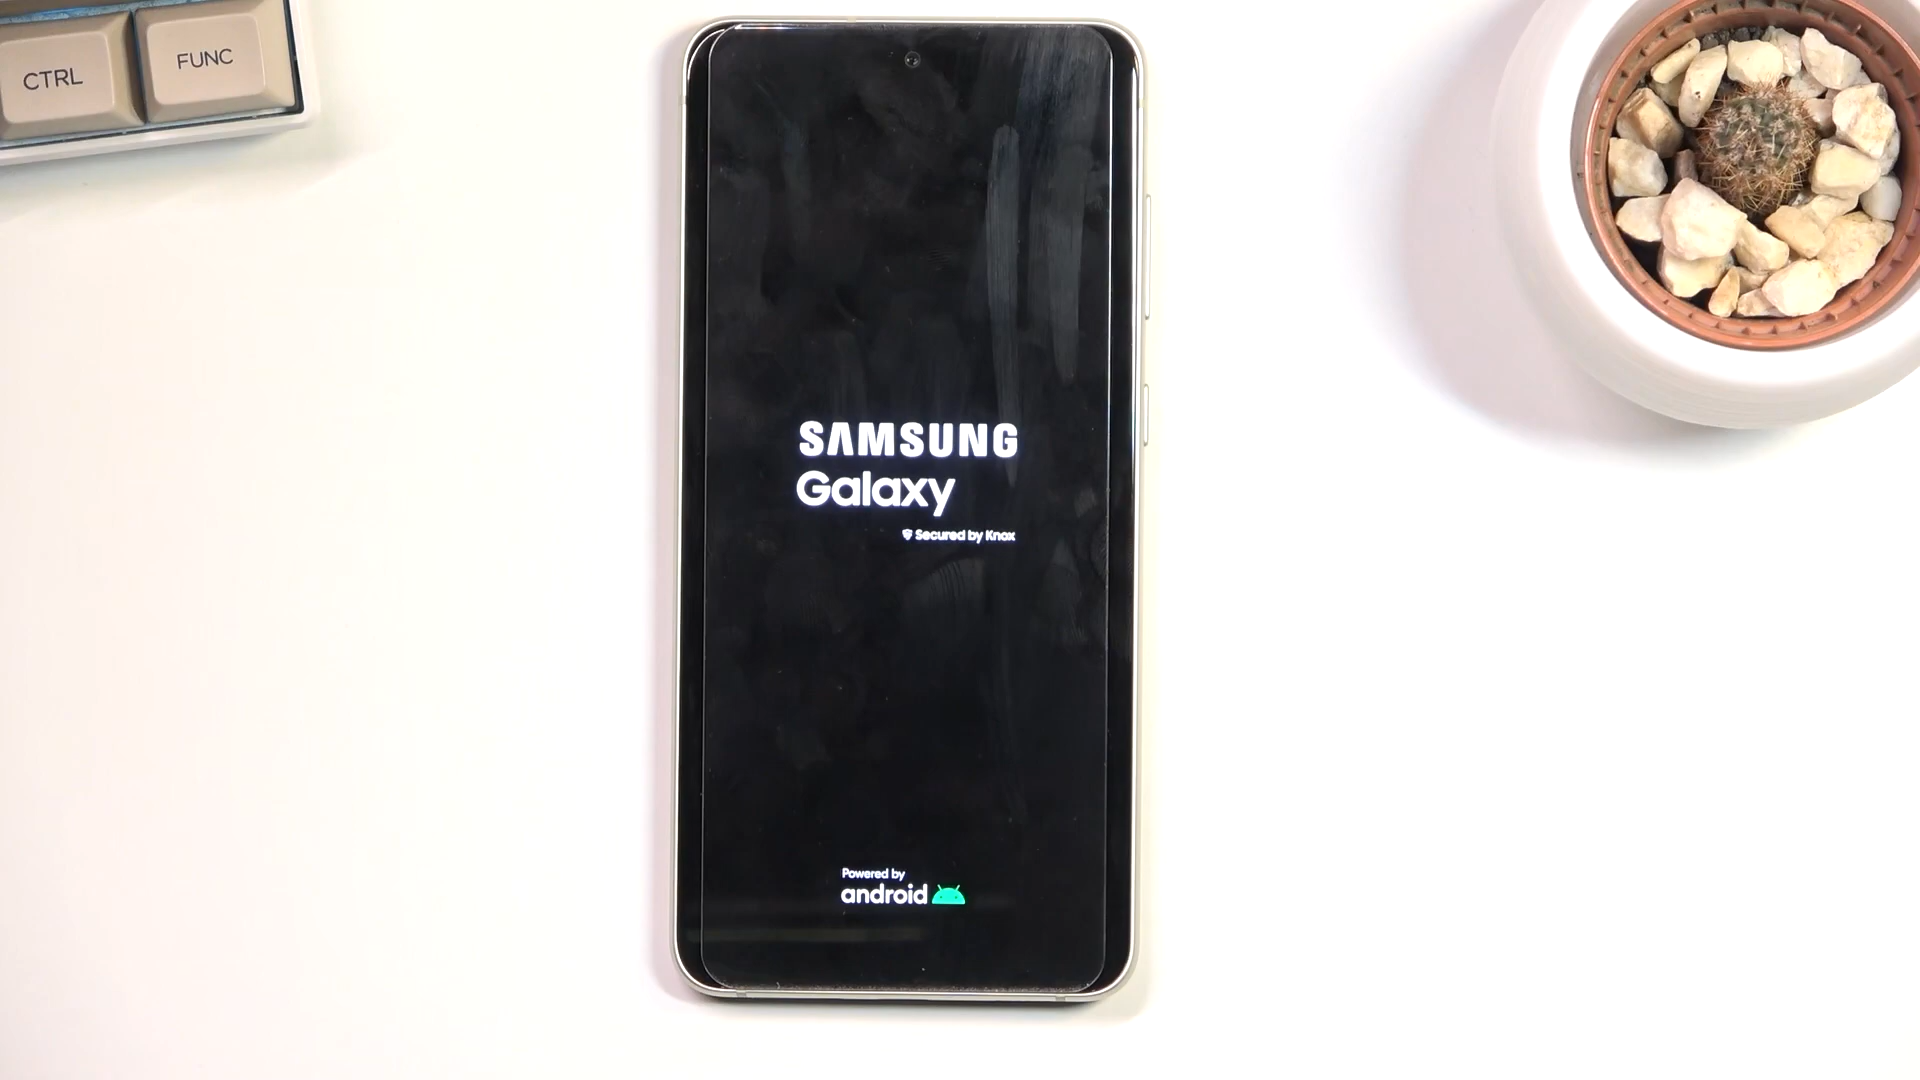 CTRL
FUNC
SAMSUNG
Galaxy
Secured by Knox
Powered by
android